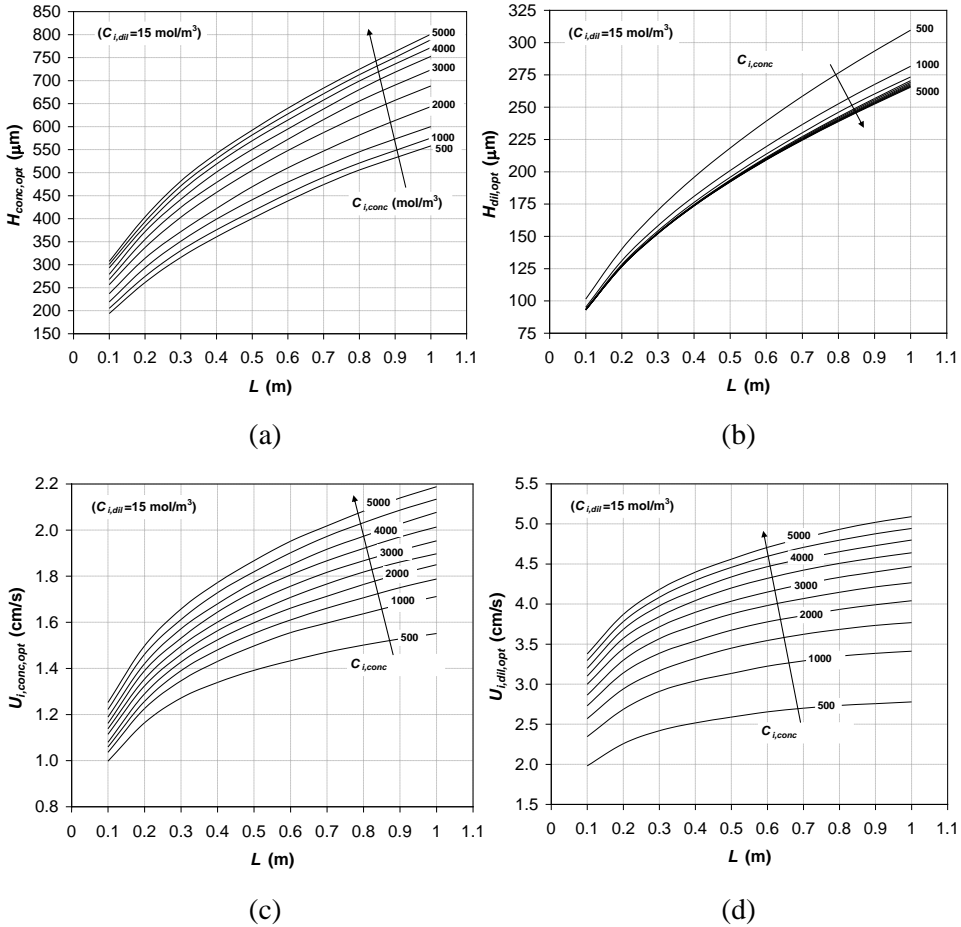 850
800
750
700
650
600
550
500
450
400
350
300
250
200
150
H_conc,opt (µm)
(C_i,dil=15 mol/m³)
5000
4000
3000
2000
1000
500
C_i,conc (mol/m³)
0 0.1 0.2 0.3 0.4 0.5 0.6 0.7 0.8 0.9 1 1.1
L (m)
(a)
325
300
275
250
225
200
175
150
125
100
75
H_dil,opt (µm)
(C_i,dil=15 mol/m³)
500
C_i,conc
1000
5000
0 0.1 0.2 0.3 0.4 0.5 0.6 0.7 0.8 0.9 1 1.1
L (m)
(b)
2.2
2.0
1.8
1.6
1.4
1.2
1.0
0.8
U_i,conc,opt (cm/s)
(C_i,dil=15 mol/m³)
5000
4000
3000
2000
1000
500
C_i,conc
0 0.1 0.2 0.3 0.4 0.5 0.6 0.7 0.8 0.9 1 1.1
L (m)
(c)
5.5
5.0
4.5
4.0
3.5
3.0
2.5
2.0
1.5
U_i,dil,opt (cm/s)
(C_i,dil=15 mol/m³)
5000
4000
3000
2000
1000
500
C_i,conc
0 0.1 0.2 0.3 0.4 0.5 0.6 0.7 0.8 0.9 1 1.1
L (m)
(d)